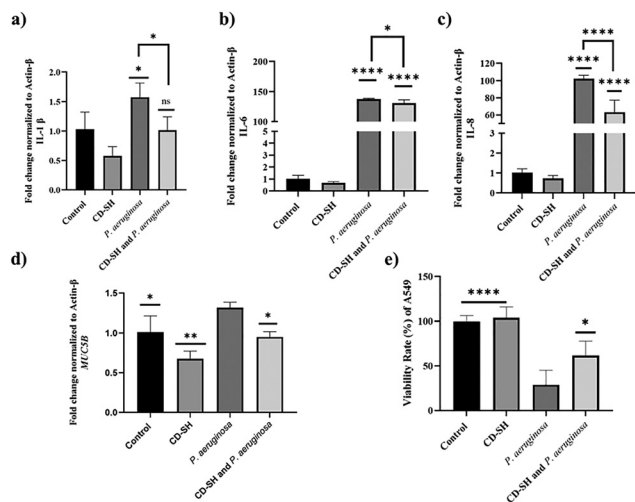 a)
Fold change normalized to Actin-β
IL-1 β
2.0
1.5
1.0
0.5
0.0
*
*
ns
Control
CD-SH
P. aeruginosa
CD-SH and P. aeruginosa
b)
Fold change normalized to Actin-β
IL-6
200
150
100
5
4
3
2
1
0
*
****
****
Control
CD-SH
P. aeruginosa
CD-SH and P. aeruginosa
c)
Fold change normalized to Actin-β
IL-8
120
100
80
60
40
3
2
1
0
****
****
****
Control
CD-SH
P. aeruginosa
CD-SH and P. aeruginosa
d)
Fold change normalized to Actin-β
MUC5B
1.5
1.0
0.5
0.0
*
**
*
Control
CD-SH
P. aeruginosa
CD-SH and P. aeruginosa
e)
Viability Rate (%) of A549
150
100
50
0
****
*
Control
CD-SH
P. aeruginosa
CD-SH and P. aeruginosa